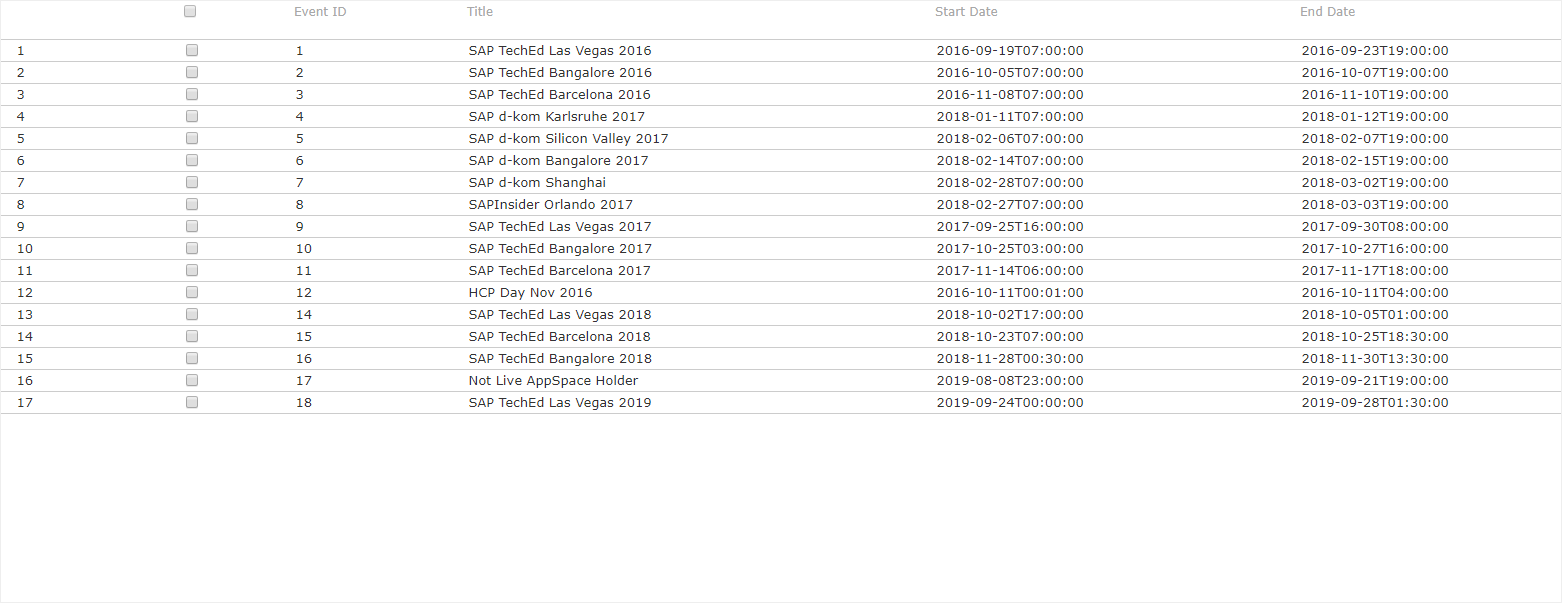 Event ID Title Start Date End Date
1 1 SAP TechEd Las Vegas 2016 2016-09-19T07:00:00 2016-09-23T19:00:00
2 2 SAP TechEd Bangalore 2016 2016-10-05T07:00:00 2016-10-07T19:00:00
3 3 SAP TechEd Barcelona 2016 2016-11-08T07:00:00 2016-11-10T19:00:00
4 4 SAP d-kom Karlsruhe 2017 2018-01-11T07:00:00 2018-01-12T19:00:00
5 5 SAP d-kom Silicon Valley 2017 2018-02-06T07:00:00 2018-02-07T19:00:00
6 6 SAP d-kom Bangalore 2017 2018-02-14T07:00:00 2018-02-15T19:00:00
7 7 SAP d-kom Shanghai 2018-02-28T07:00:00 2018-03-02T19:00:00
8 8 SAPInsider Orlando 2017 2018-02-27T07:00:00 2018-03-03T19:00:00
9 9 SAP TechEd Las Vegas 2017 2017-09-25T16:00:00 2017-09-30T08:00:00
10 10 SAP TechEd Bangalore 2017 2017-10-25T03:00:00 2017-10-27T16:00:00
11 11 SAP TechEd Barcelona 2017 2017-11-14T06:00:00 2017-11-17T18:00:00
12 12 HCP Day Nov 2016 2016-10-11T00:01:00 2016-10-11T04:00:00
13 14 SAP TechEd Las Vegas 2018 2018-10-02T17:00:00 2018-10-05T01:00:00
14 15 SAP TechEd Barcelona 2018 2018-10-23T07:00:00 2018-10-25T18:30:00
15 16 SAP TechEd Bangalore 2018 2018-11-28T00:30:00 2018-11-30T13:30:00
16 17 Not Live AppSpace Holder 2019-08-08T23:00:00 2019-09-21T19:00:00
17 18 SAP TechEd Las Vegas 2019 2019-09-24T00:00:00 2019-09-28T01:30:00